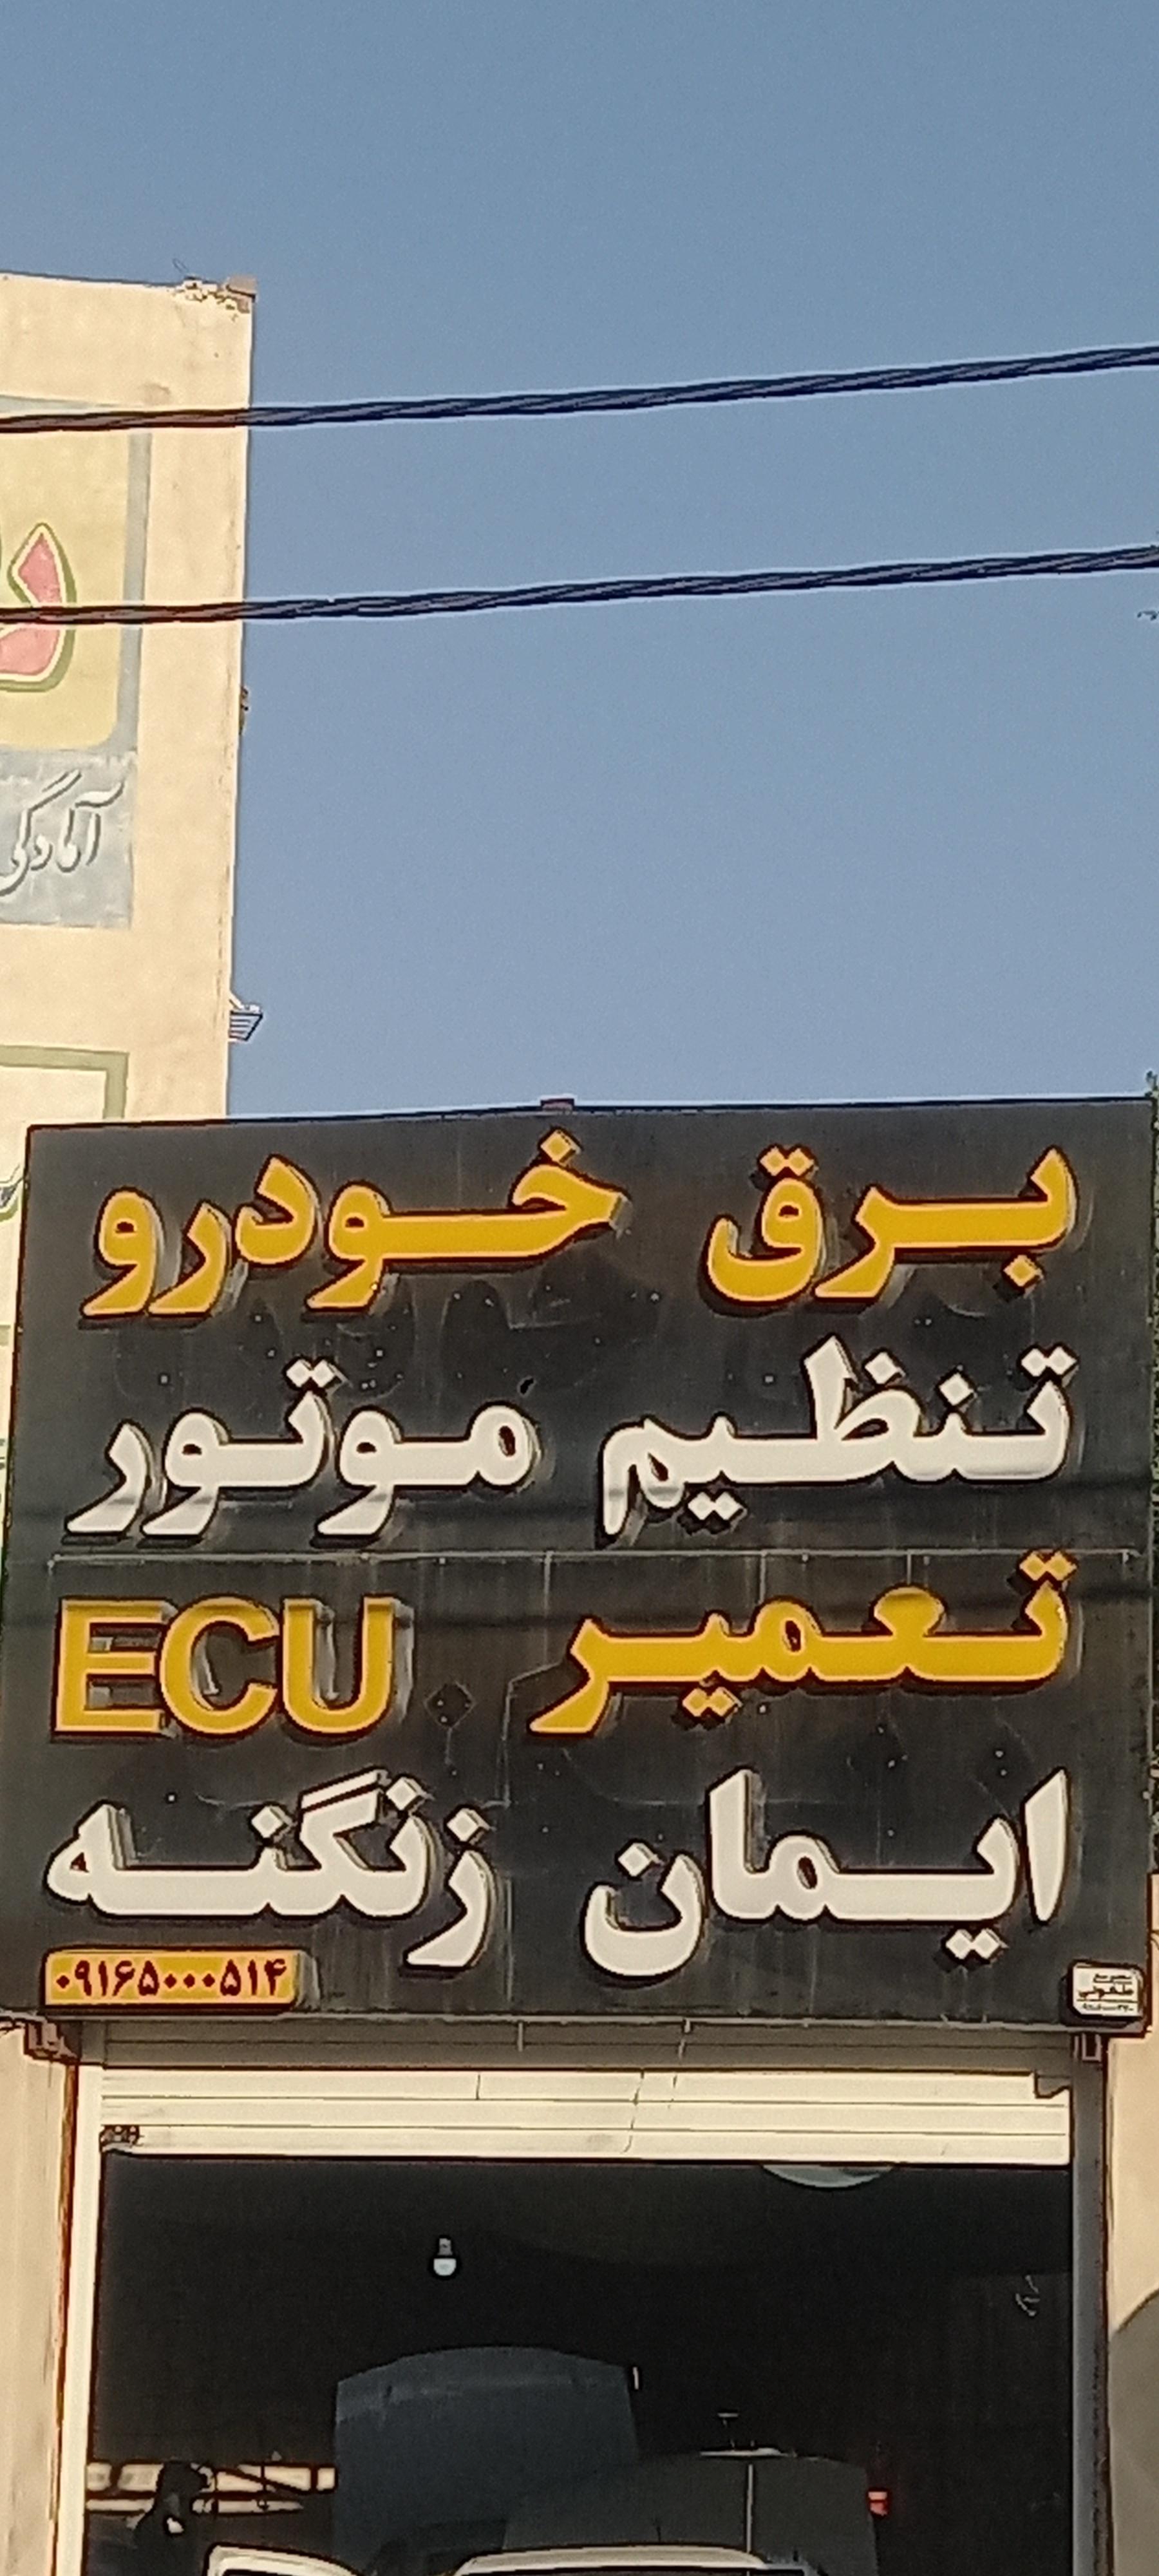 آمادگی
برق خودرو
تنظیم موتور
تعمیر ECU
ایمان زنگنه
۰۹۱۶۵۰۰۰۵۱۴